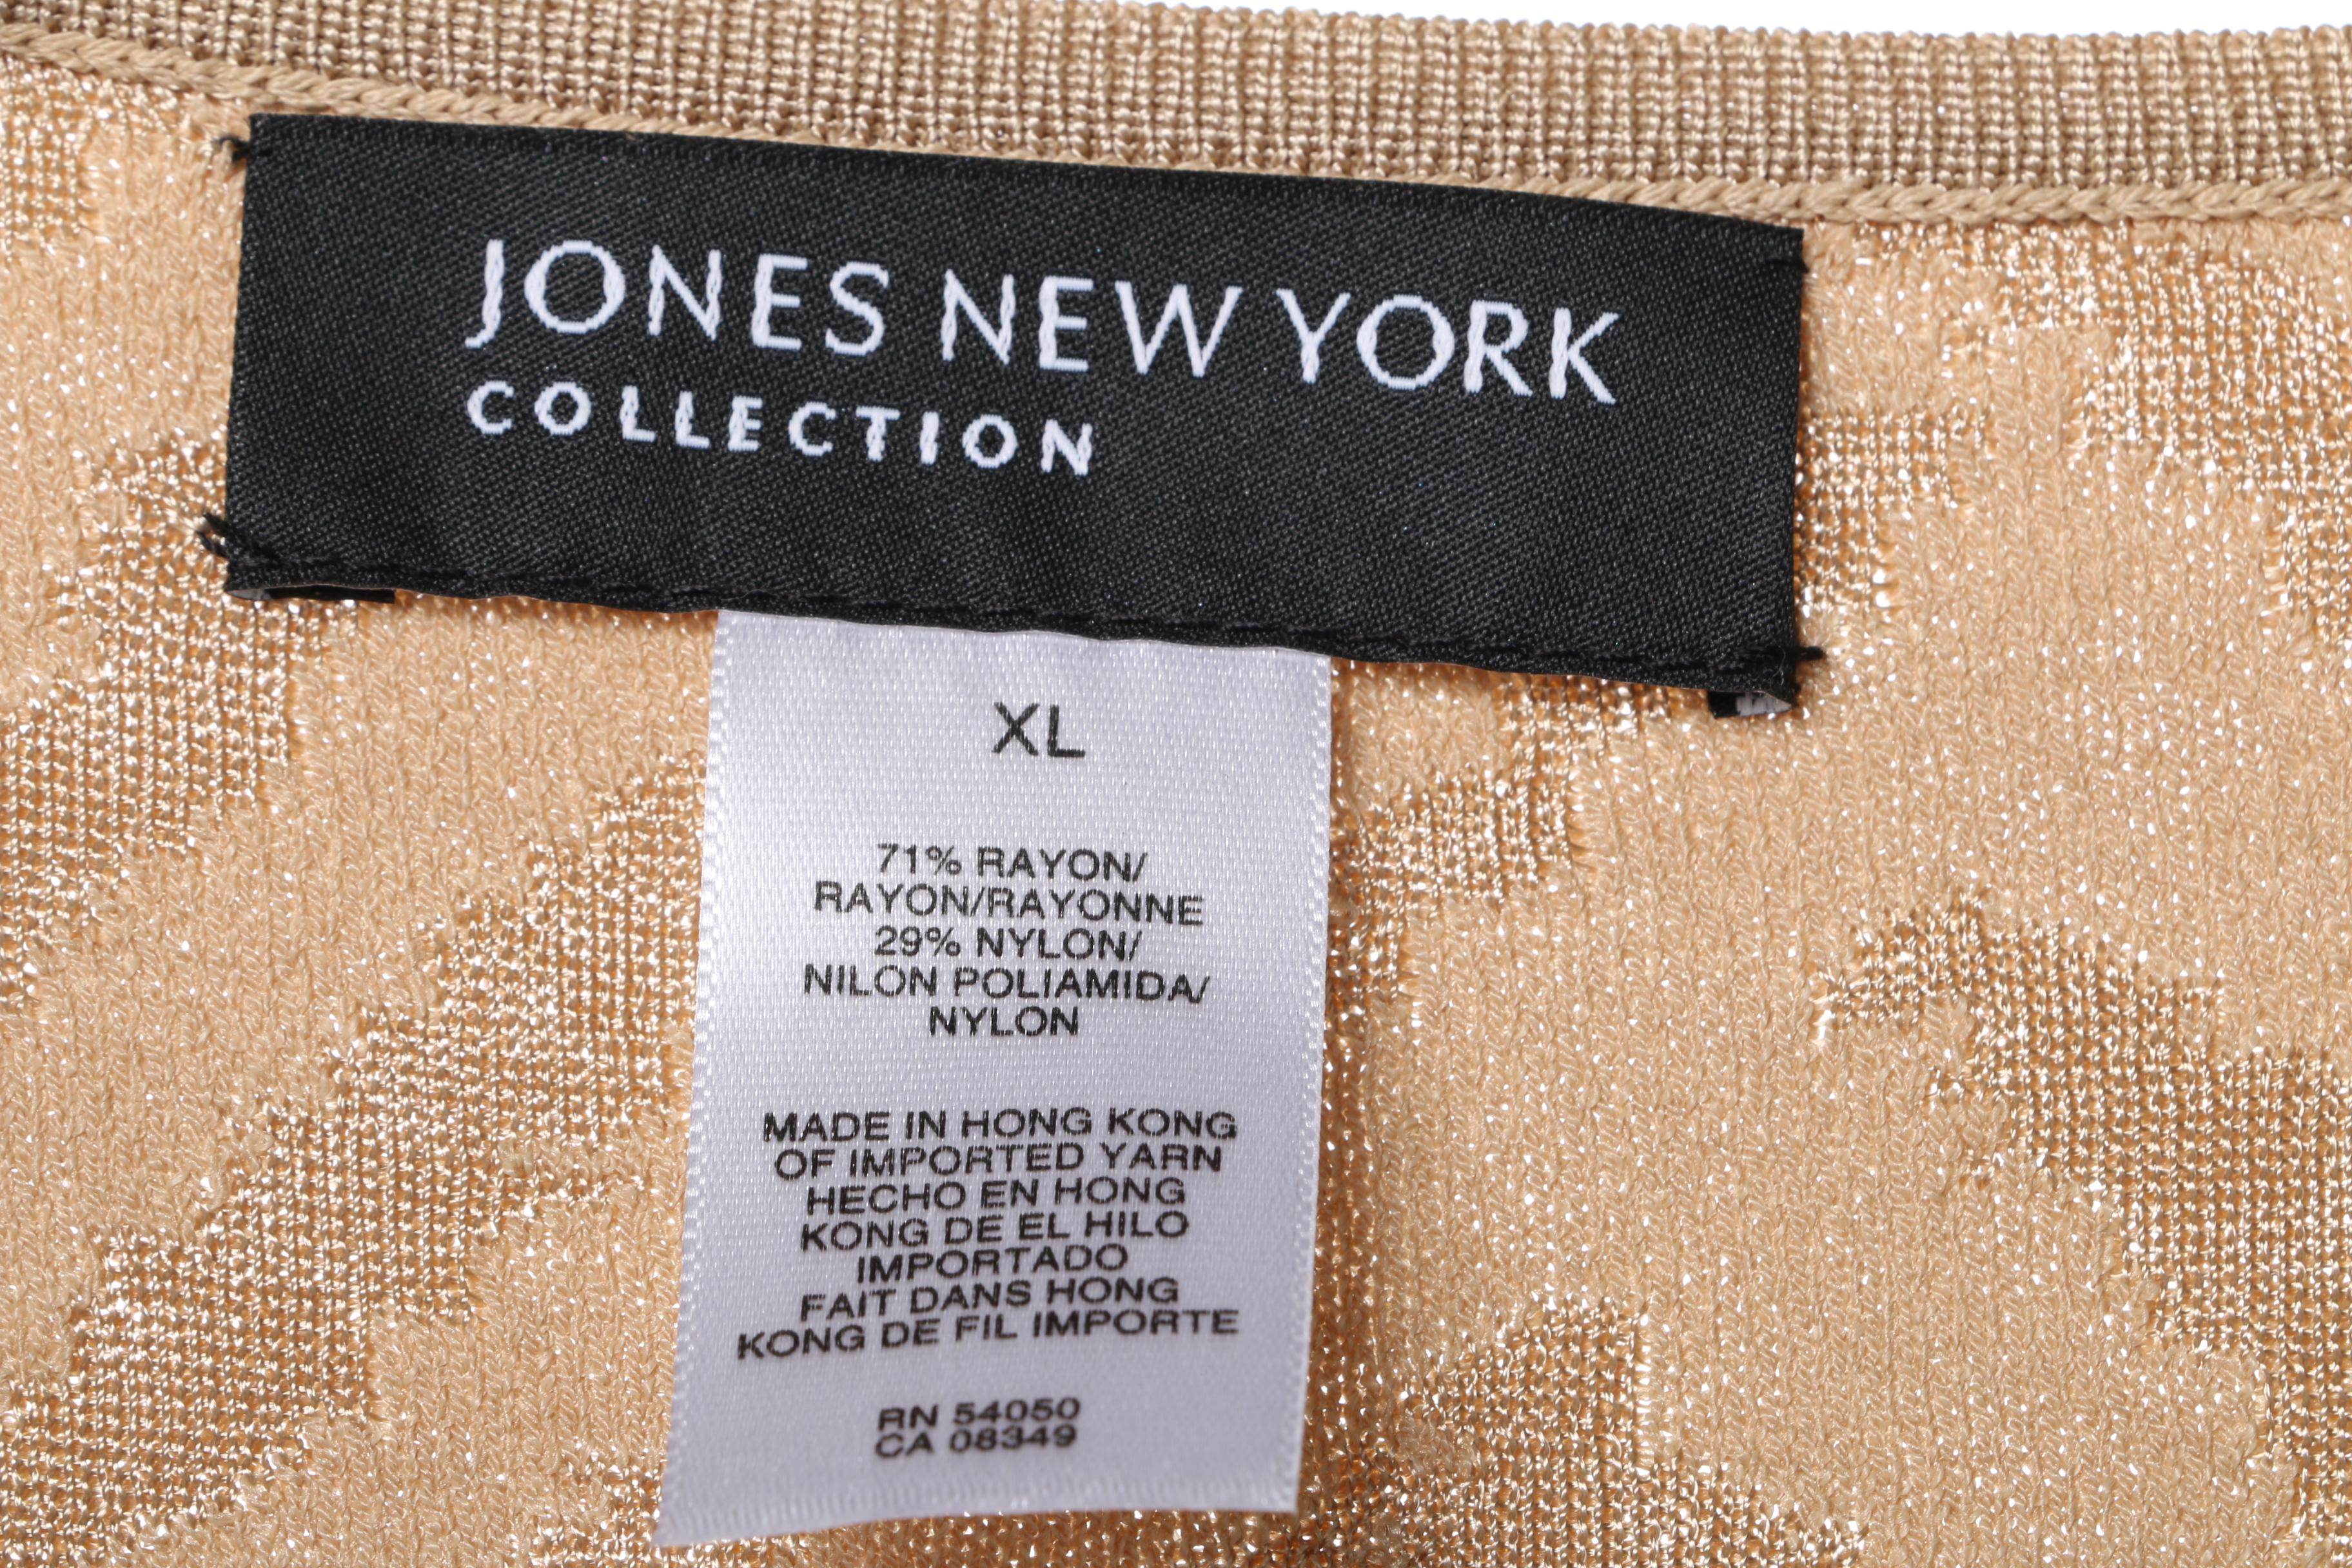 JONES NEW YORK
COLLECTION
XL
71% RAYON/
RAYON/RAYONNE
29% NYLON/
NILON POLIAMIDA/
NYLON
MADE IN HONG KONG
OF IMPORTED YARN
HECHO EN HONG
KONG DE EL HILO
IMPORTADO
FAIT DANS HONG
KONG DE FIL IMPORTE
RN 54050
CA 08349